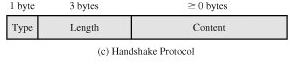 1 byte 3 bytes ≥ 0 bytes
Type Length Content
(c) Handshake Protocol